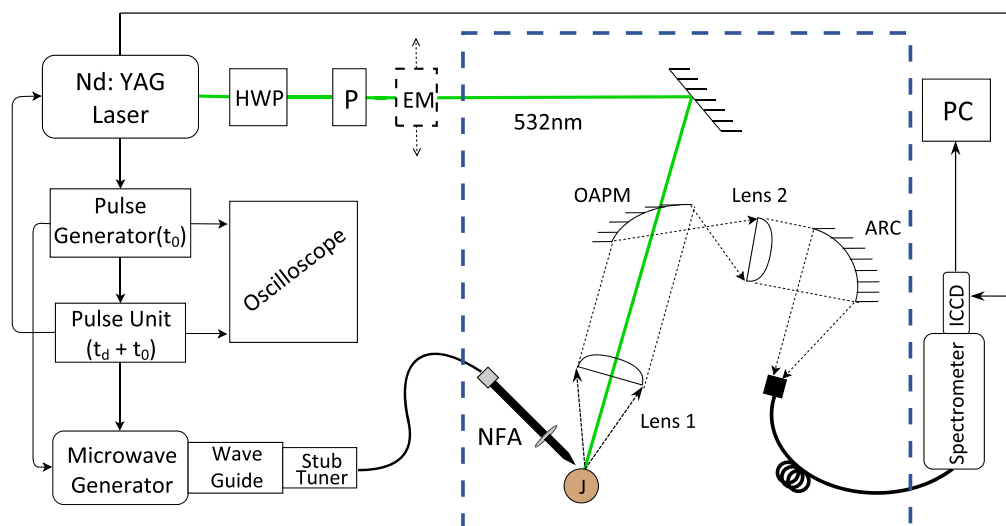 Nd: YAG
Laser
HWP
P
EM
532nm
PC
OAPM
Lens 2
ARC
Pulse
Generator(t₀)
Oscilloscope
Pulse Unit
(t_d + t₀)
ICCD
Spectrometer
Lens 1
NFA
Microwave
Generator
Wave
Guide
Stub
Tuner
J